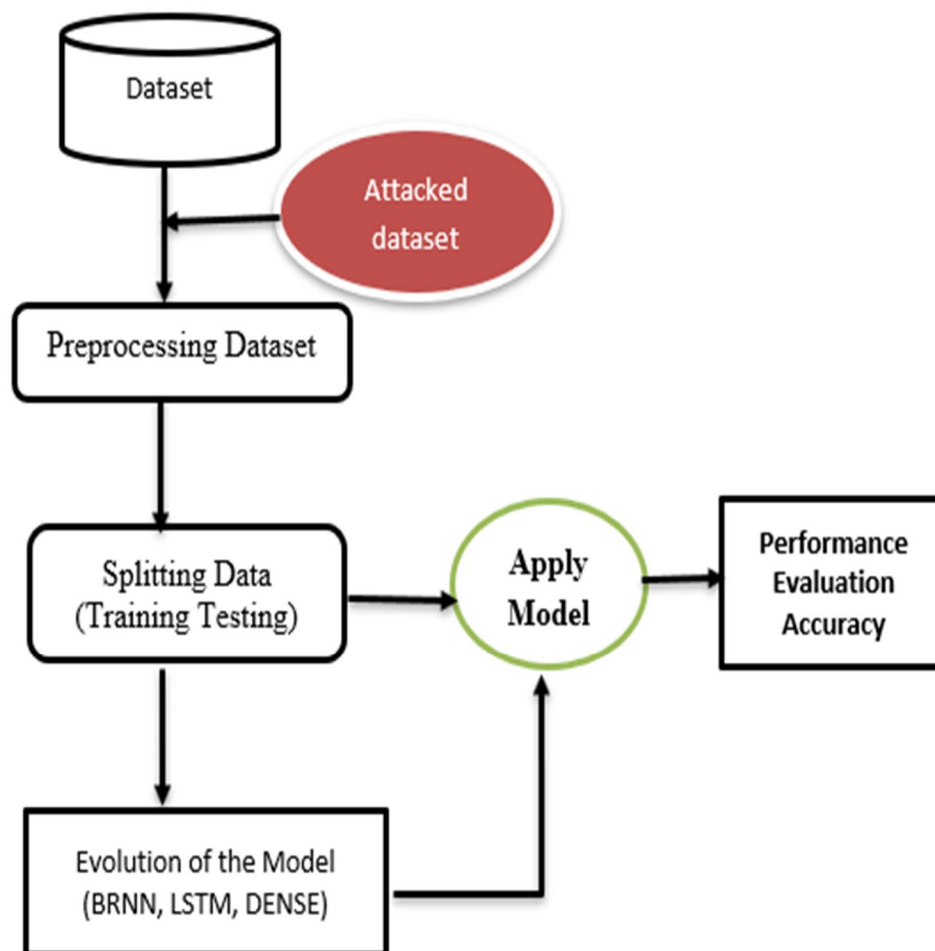 Dataset
Attacked
dataset
Preprocessing Dataset
Splitting Data
(Training Testing)
Apply
Model
Performance
Evaluation
Accuracy
Evolution of the Model
(BRNN, LSTM, DENSE)